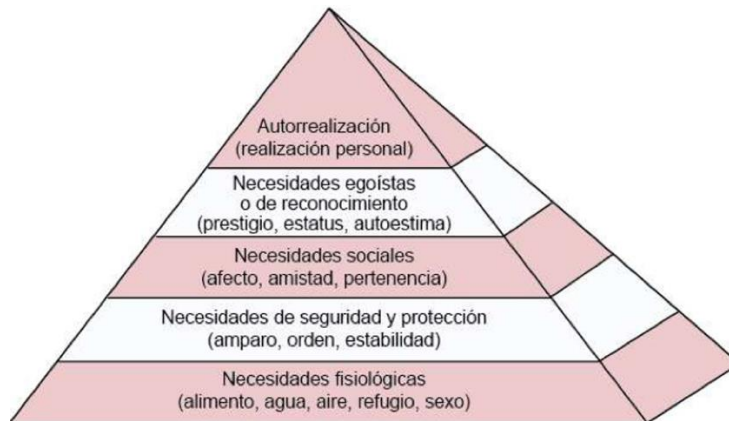 Autorrealización
(realización personal)
Necesidades egoístas
o de reconocimiento
(prestigio, estatus, autoestima)
Necesidades sociales
(afecto, amistad, pertenencia)
Necesidades de seguridad y protección
(amparo, orden, estabilidad)
Necesidades fisiológicas
(alimento, agua, aire, refugio, sexo)